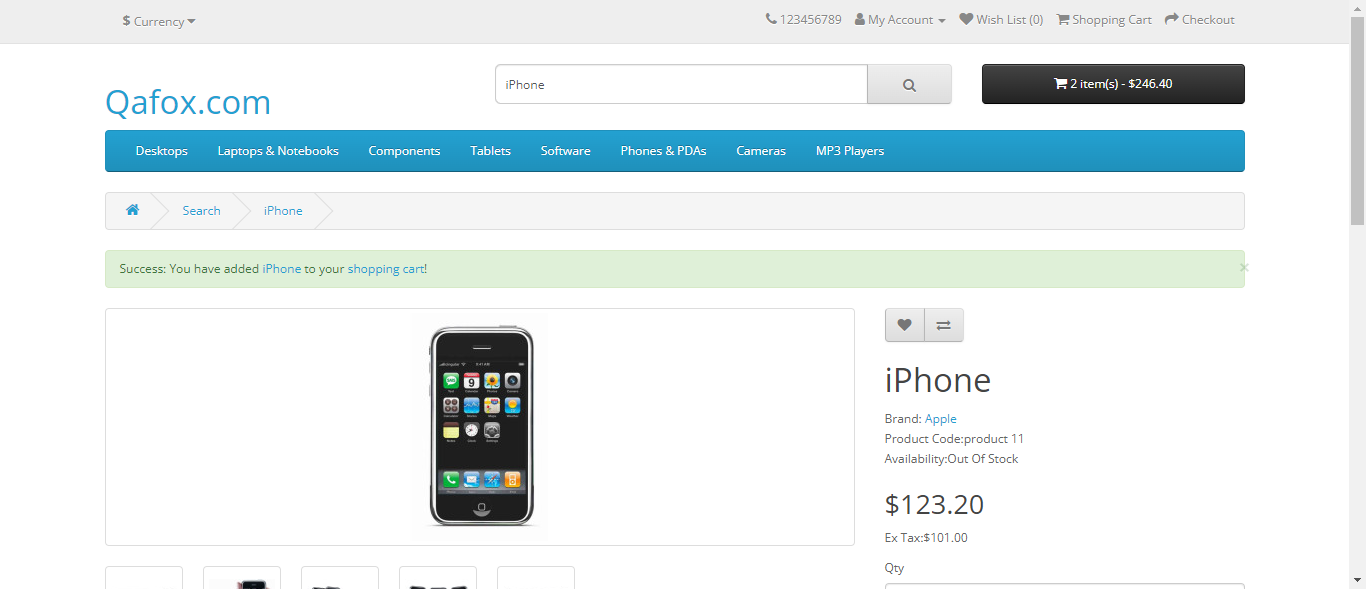 $ Currency
123456789 My Account Wish List (0) Shopping Cart Checkout
Qafox.com
iPhone
2 item(s) - $246.40
Desktops Laptops & Notebooks Components Tablets Software Phones & PDAs Cameras MP3 Players
Search iPhone
Success: You have added iPhone to your shopping cart!
×
iPhone
Brand: Apple
Product Code:product 11
Availability:Out Of Stock
$123.20
Ex Tax:$101.00
Qty